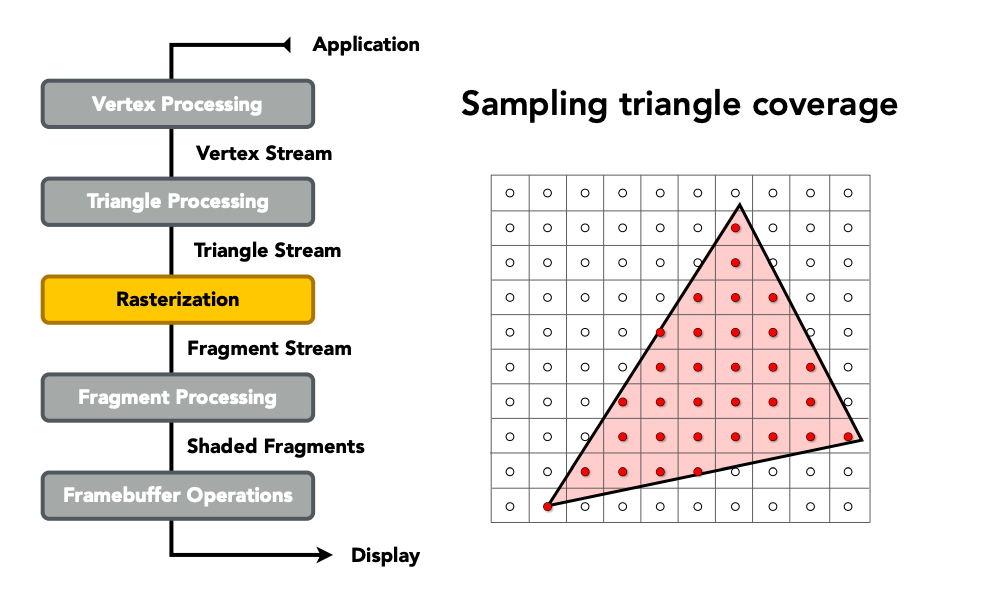 Application
Vertex Processing
Vertex Stream
Triangle Processing
Triangle Stream
Rasterization
Fragment Stream
Fragment Processing
Shaded Fragments
Framebuffer Operations
Display
Sampling triangle coverage